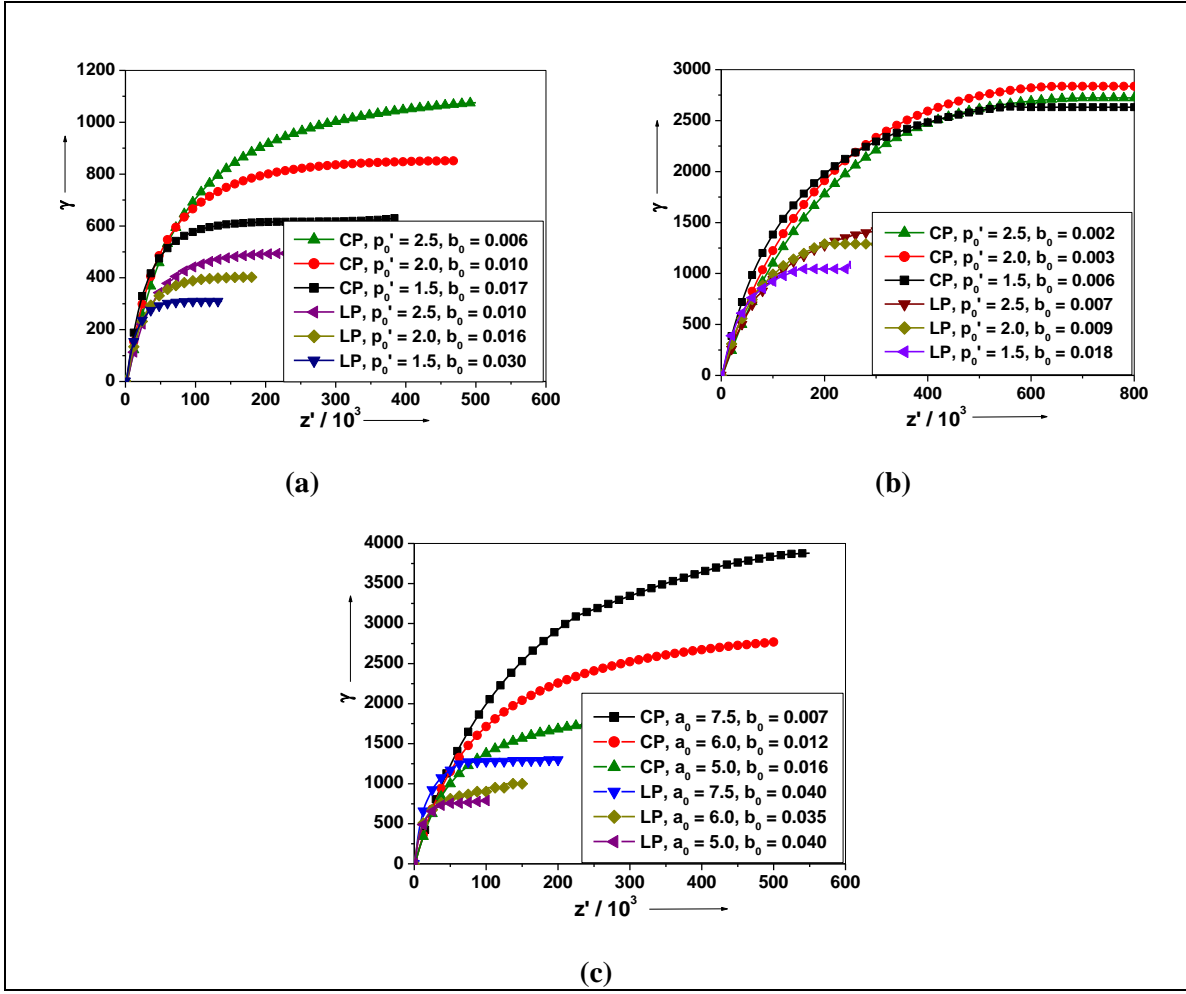 1200
1000
800
600
400
200
0
γ
0 100 200 300 400 500 600
z' / 10³
CP, p₀' = 2.5, b₀ = 0.006
CP, p₀' = 2.0, b₀ = 0.010
CP, p₀' = 1.5, b₀ = 0.017
LP, p₀' = 2.5, b₀ = 0.010
LP, p₀' = 2.0, b₀ = 0.016
LP, p₀' = 1.5, b₀ = 0.030
(a)
3000
2500
2000
1500
1000
500
0
γ
0 200 400 600 800
z' / 10³
CP, p₀' = 2.5, b₀ = 0.002
CP, p₀' = 2.0, b₀ = 0.003
CP, p₀' = 1.5, b₀ = 0.006
LP, p₀' = 2.5, b₀ = 0.007
LP, p₀' = 2.0, b₀ = 0.009
LP, p₀' = 1.5, b₀ = 0.018
(b)
4000
3500
3000
2500
2000
1500
1000
500
0
γ
0 100 200 300 400 500 600
z' / 10³
CP, a₀ = 7.5, b₀ = 0.007
CP, a₀ = 6.0, b₀ = 0.012
CP, a₀ = 5.0, b₀ = 0.016
LP, a₀ = 7.5, b₀ = 0.040
LP, a₀ = 6.0, b₀ = 0.035
LP, a₀ = 5.0, b₀ = 0.040
(c)